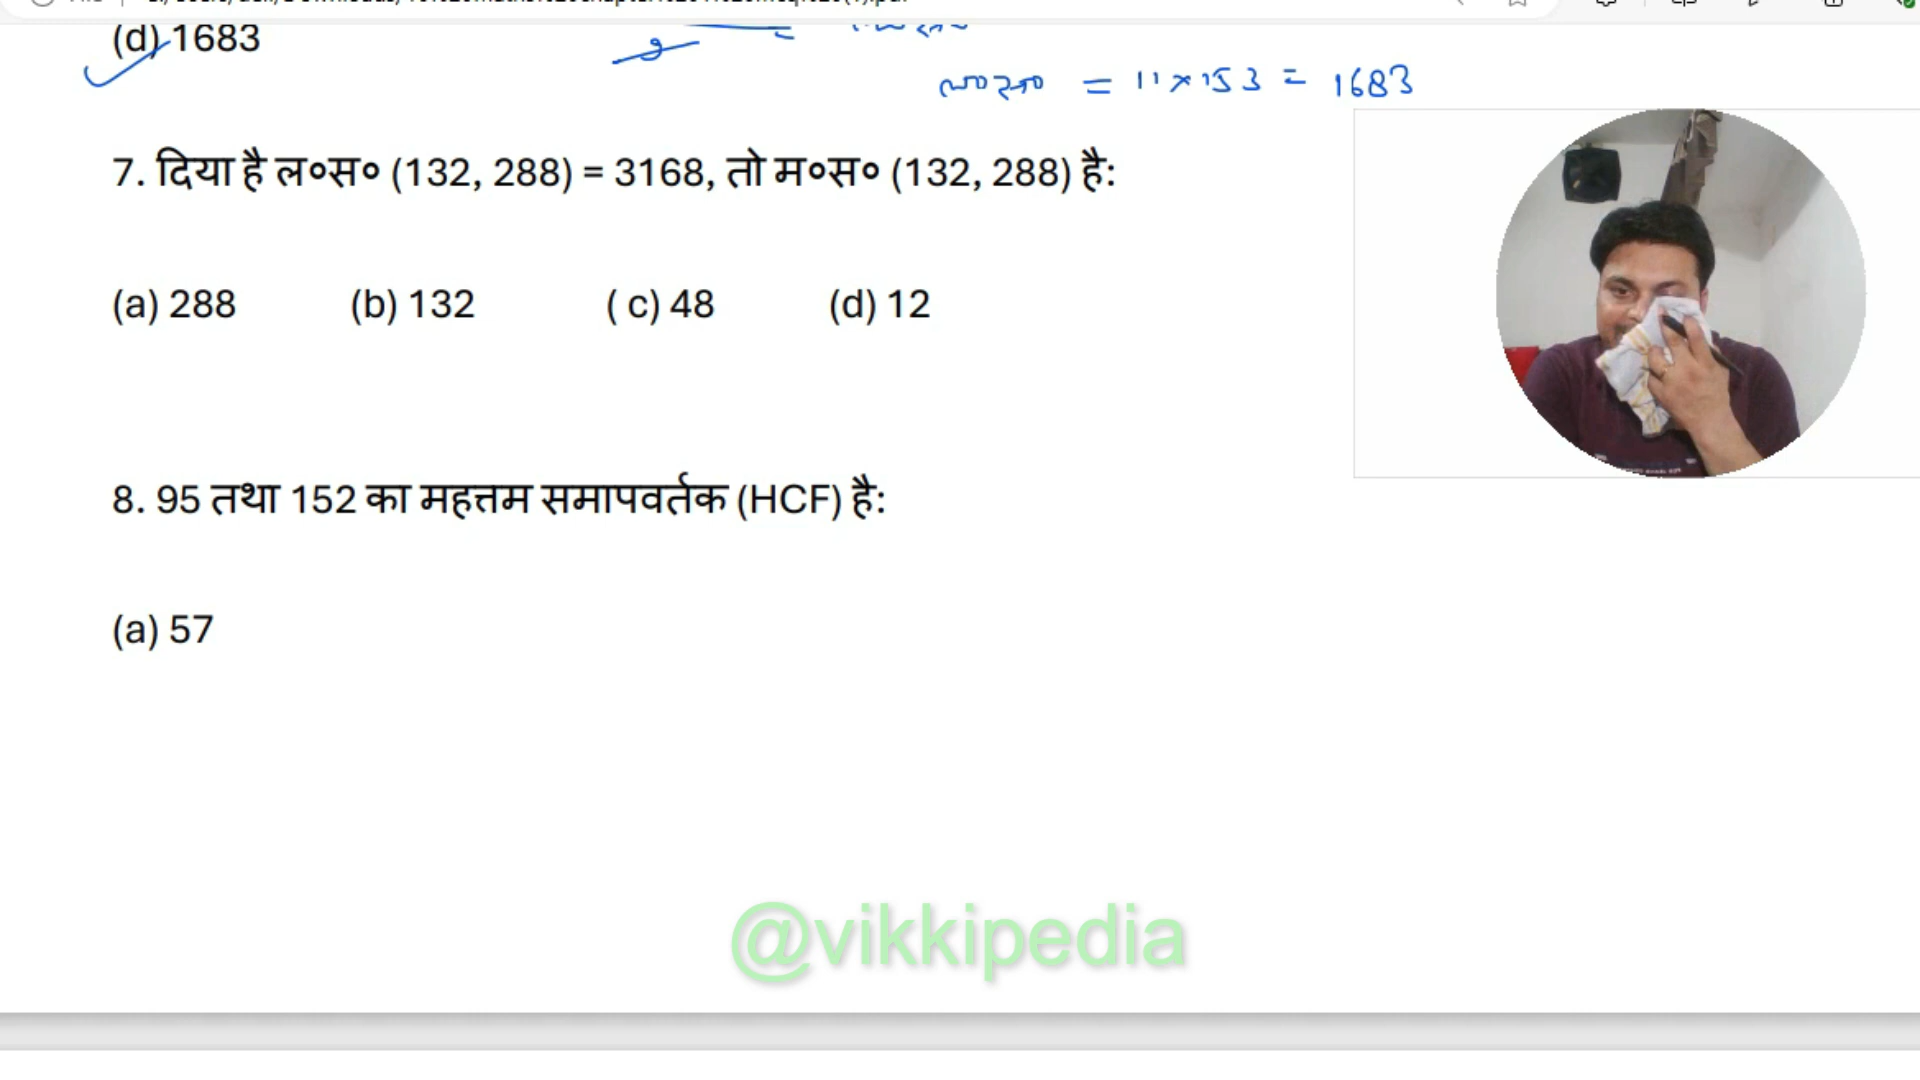 (d) 1683
= 11 × 153 = 1683
7. दिया है ल०स० (132, 288) = 3168, तो म०स० (132, 288) है:
(a) 288 (b) 132 ( c) 48 (d) 12
8. 95 तथा 152 का महत्तम समापवर्तक (HCF) है:
(a) 57
@vikkipedia